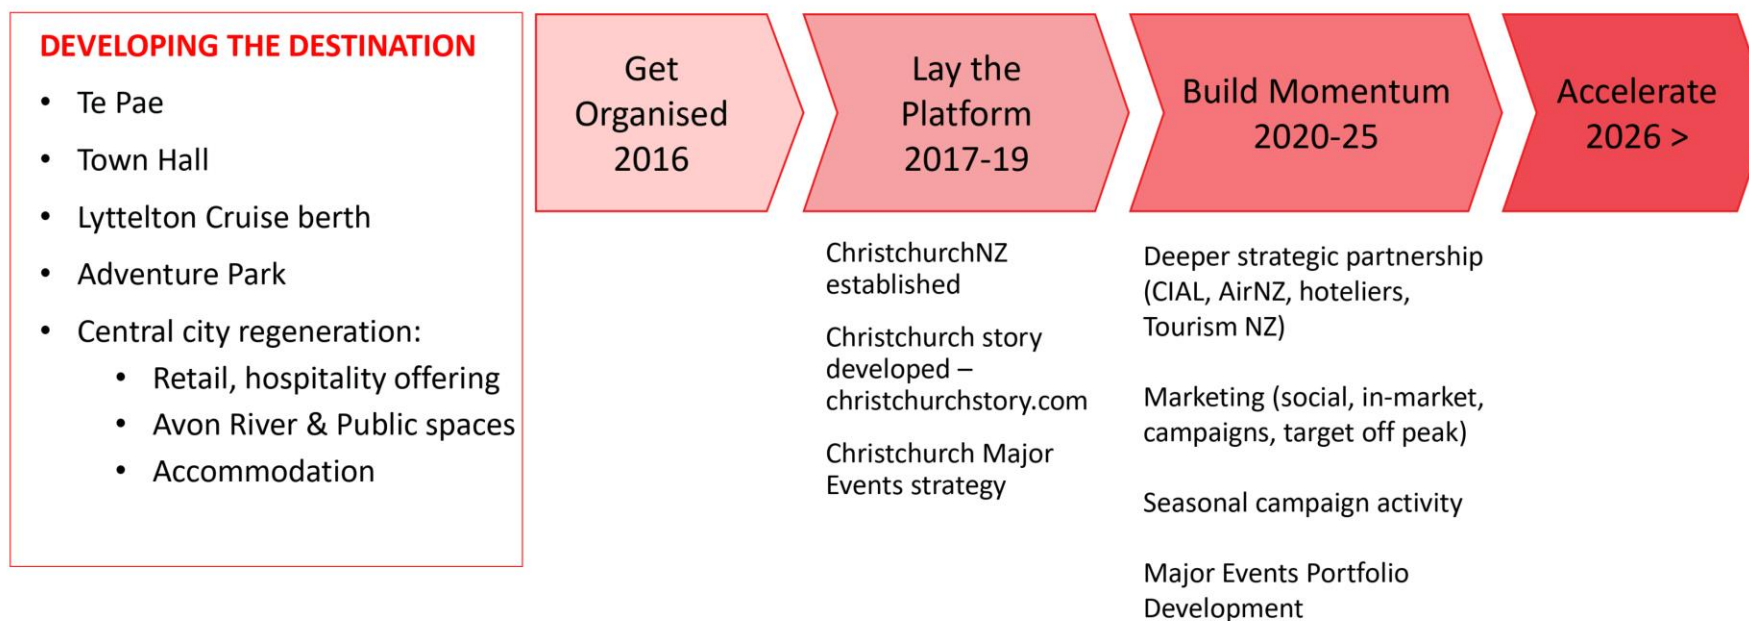 DEVELOPING THE DESTINATION
• Te Pae
• Town Hall
• Lyttelton Cruise berth
• Adventure Park
• Central city regeneration:
• Retail, hospitality offering
• Avon River & Public spaces
• Accommodation
Get
Organised
2016
Lay the
Platform
2017-19
Build Momentum
2020-25
Accelerate
2026 >
ChristchurchNZ
established
Christchurch story
developed –
christchurchstory.com
Christchurch Major
Events strategy
Deeper strategic partnership
(CIAL, AirNZ, hoteliers,
Tourism NZ)
Marketing (social, in-market,
campaigns, target off peak)
Seasonal campaign activity
Major Events Portfolio
Development